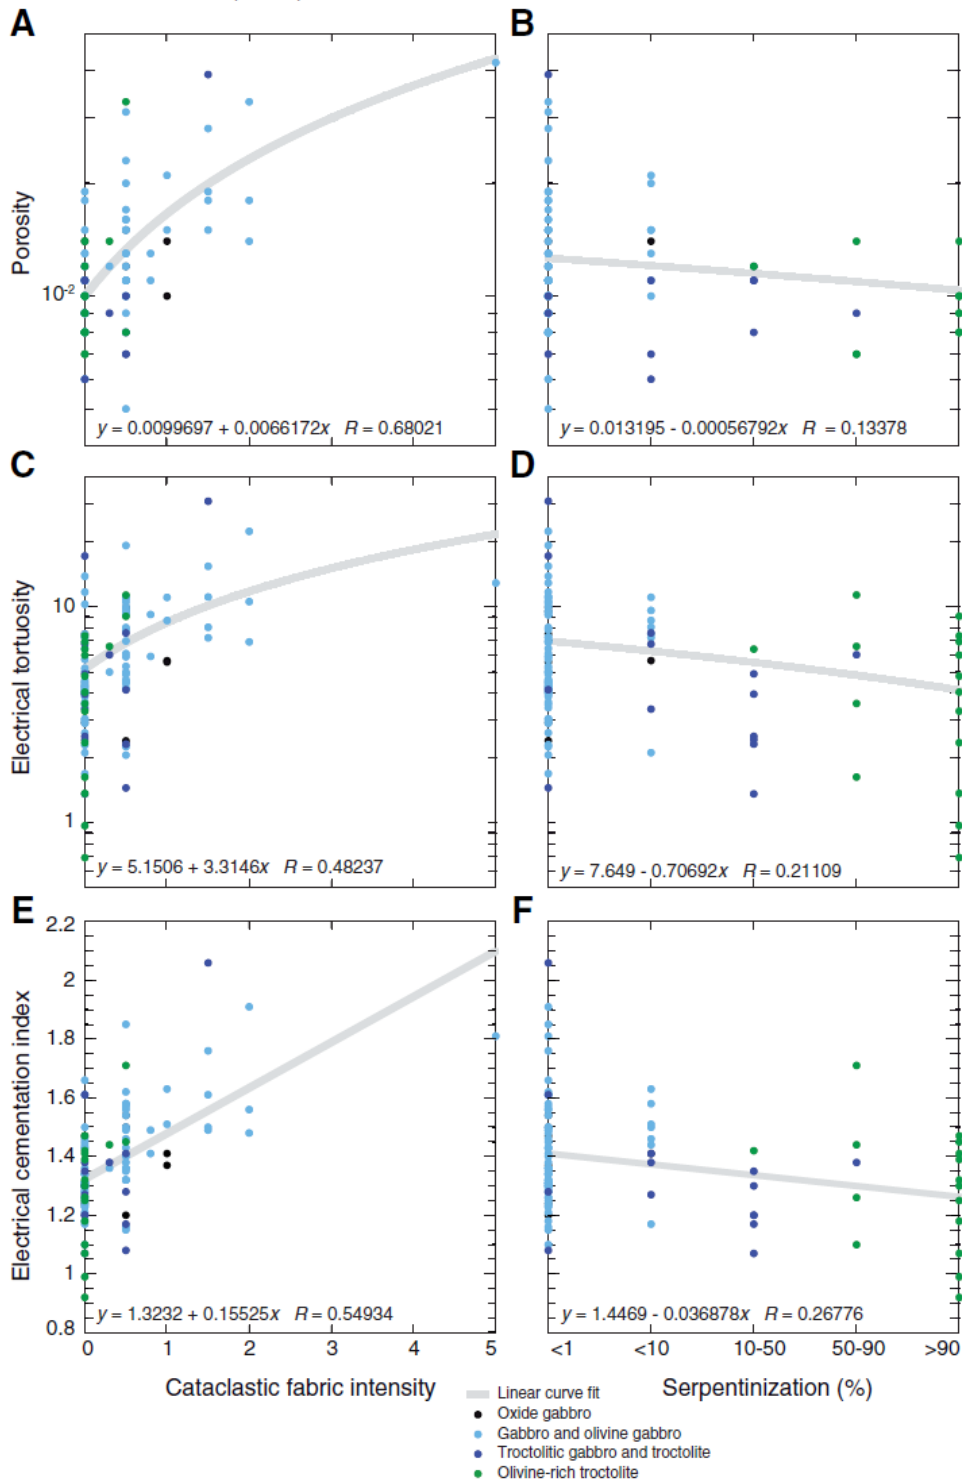 A
B
Porosity
10-2
y = 0.0099697 + 0.0066172x R = 0.68021
y = 0.013195 - 0.00056792x R = 0.13378
C
D
Electrical tortuosity
10
1
y = 5.1506 + 3.3146x R = 0.48237
y = 7.649 - 0.70692x R = 0.21109
E
F
Electrical cementation index
2.2
2
1.8
1.6
1.4
1.2
1
0.8
y = 1.3232 + 0.15525x R = 0.54934
y = 1.4469 - 0.036878x R = 0.26776
0 1 2 3 4 5
<1 <10 10-50 50-90 >90
Cataclastic fabric intensity
Serpentinization (%)
Linear curve fit
Oxide gabbro
Gabbro and olivine gabbro
Troctolitic gabbro and troctolite
Olivine-rich troctolite